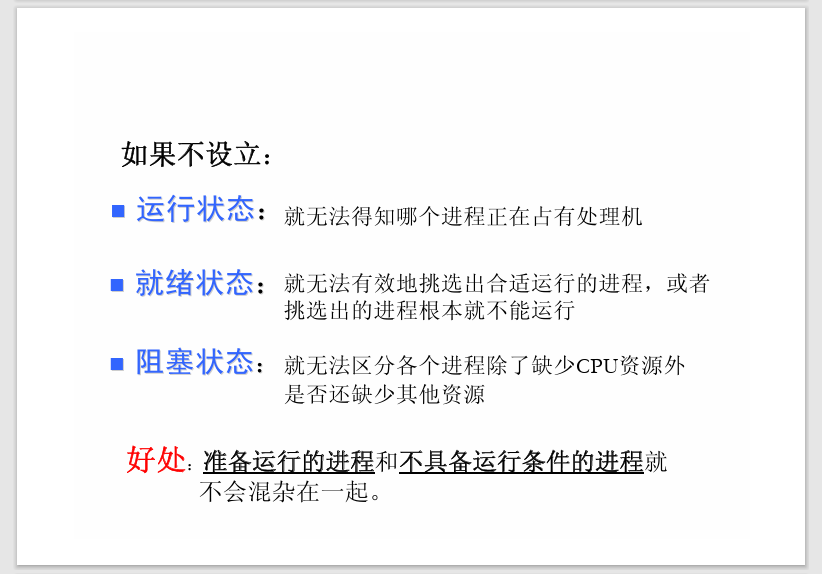 如果不设立：
运行状态：就无法得知哪个进程正在占有处理机
就绪状态：就无法有效地挑选出合适运行的进程，或者
挑选出的进程根本就不能运行
阻塞状态：就无法区分各个进程除了缺少CPU资源外
是否还缺少其他资源
好处：准备运行的进程和不具备运行条件的进程就
不会混杂在一起。